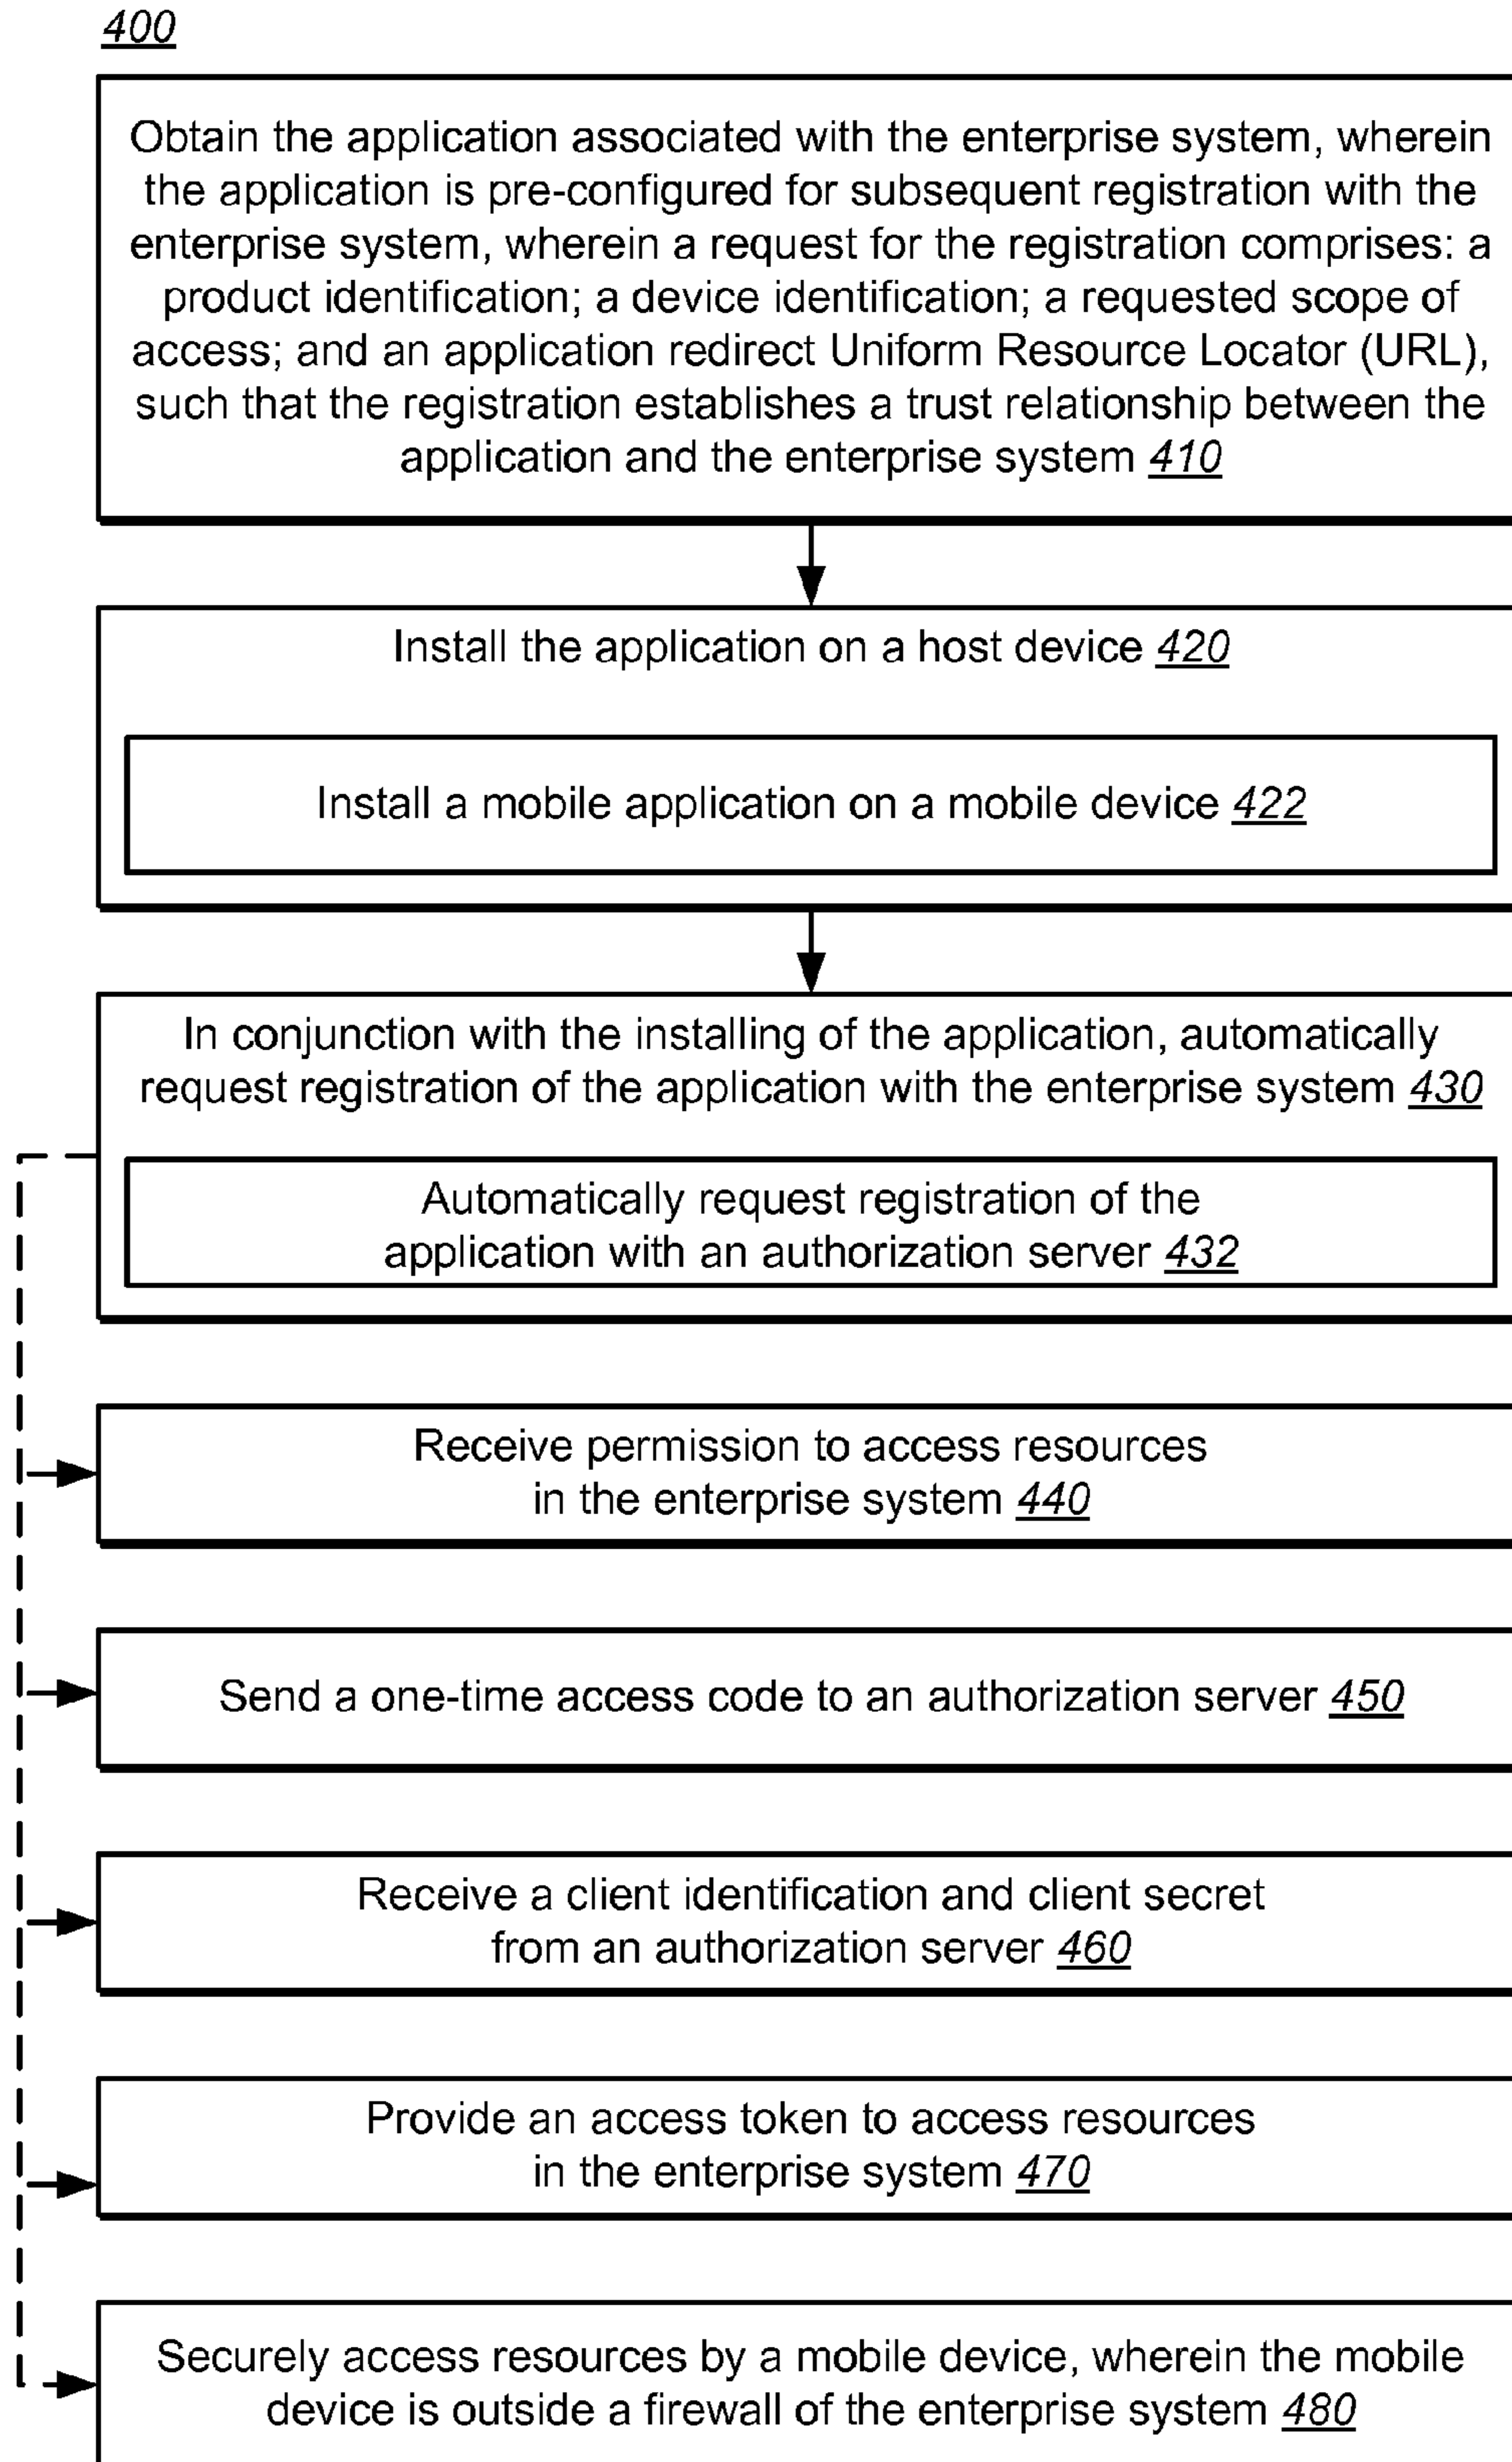 400
Obtain the application associated with the enterprise system, wherein
the application is pre-configured for subsequent registration with the
enterprise system, wherein a request for the registration comprises: a
product identification; a device identification; a requested scope of
access; and an application redirect Uniform Resource Locator (URL),
such that the registration establishes a trust relationship between the
application and the enterprise system 410
Install the application on a host device 420
Install a mobile application on a mobile device 422
In conjunction with the installing of the application, automatically
request registration of the application with the enterprise system 430
Automatically request registration of the
application with an authorization server 432
Receive permission to access resources
in the enterprise system 440
Send a one-time access code to an authorization server 450
Receive a client identification and client secret
from an authorization server 460
Provide an access token to access resources
in the enterprise system 470
Securely access resources by a mobile device, wherein the mobile
device is outside a firewall of the enterprise system 480